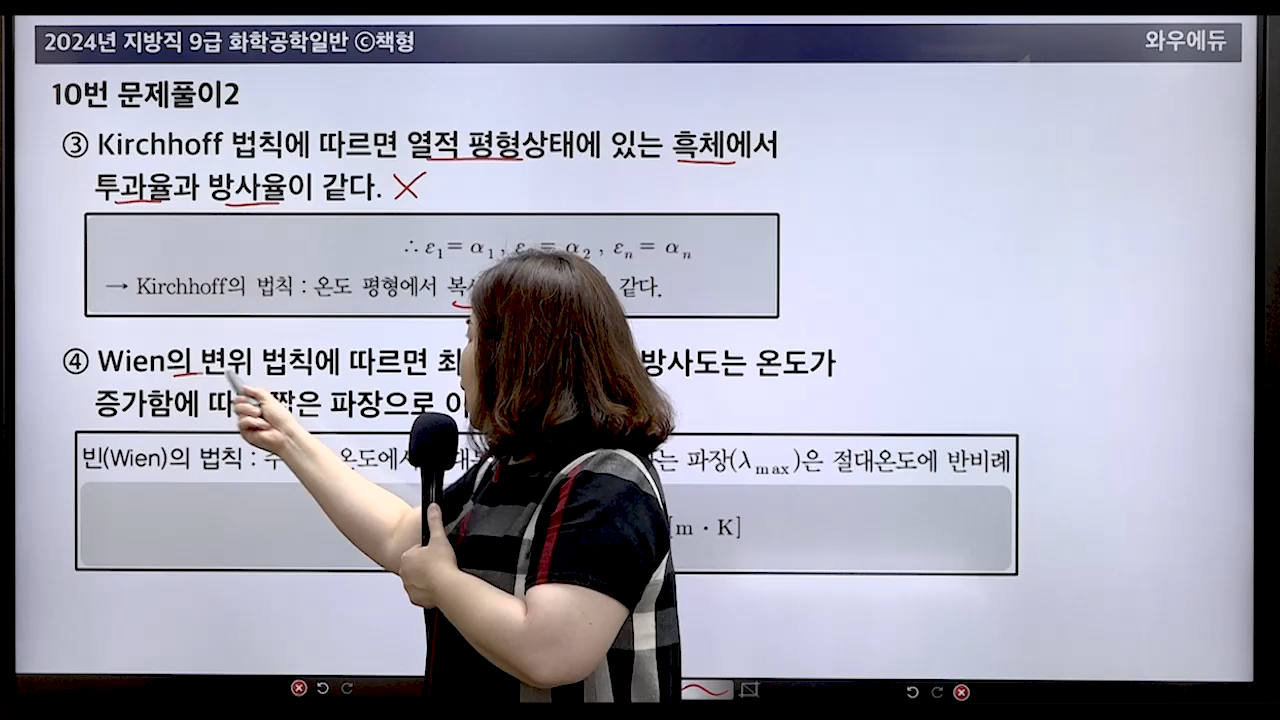 2024년 지방직 9급 화학공학일반 ⓒ책형
와우에듀
10번 문제풀이2
③ Kirchhoff 법칙에 따르면 열적 평형상태에 있는 흑체에서
투과율과 방사율이 같다. ✕
∴ ε₁ = α₁ , = α₂ , εₙ = αₙ
→ Kirchhoff의 법칙 : 온도 평형에서 같다.
④ Wien의 변위 법칙에 따르면 방사도는 온도가
증가함에 짧은 파장으로
빈(Wien)의 법칙 : 온도에서 파장(λmax)은 절대온도에 반비례
[m · K]